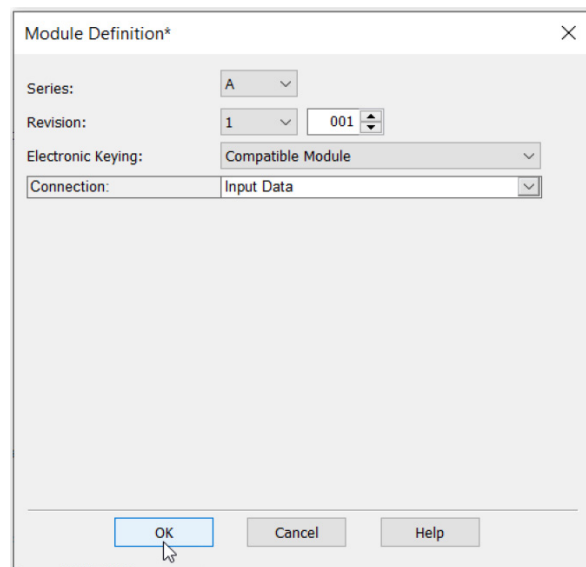 Module Definition*
Series: A
Revision: 1 001
Electronic Keying: Compatible Module
Connection: Input Data
OK Cancel Help